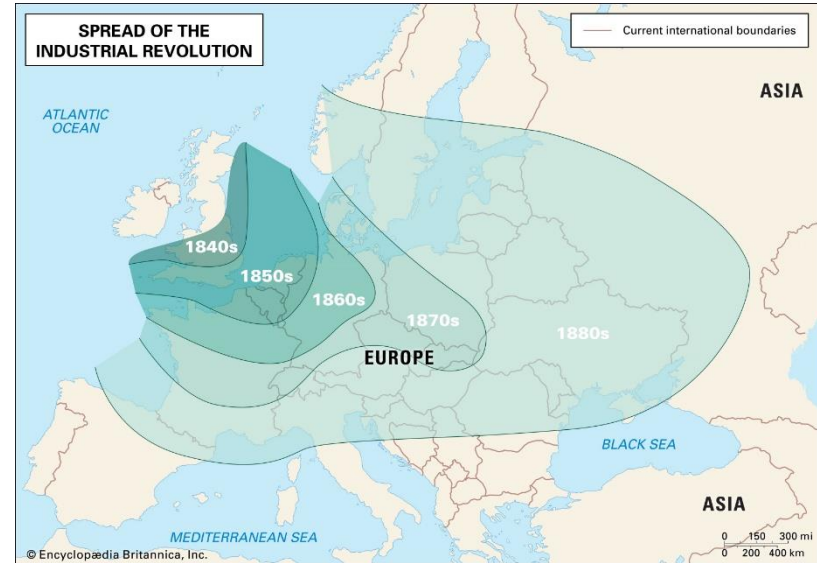 SPREAD OF THE
INDUSTRIAL REVOLUTION
Current international boundaries
ATLANTIC
OCEAN
ASIA
1840s
1850s
1860s
1870s
1880s
EUROPE
BLACK SEA
ASIA
MEDITERRANEAN SEA
0 150 300 mi
0 200 400 km
© Encyclopædia Britannica, Inc.